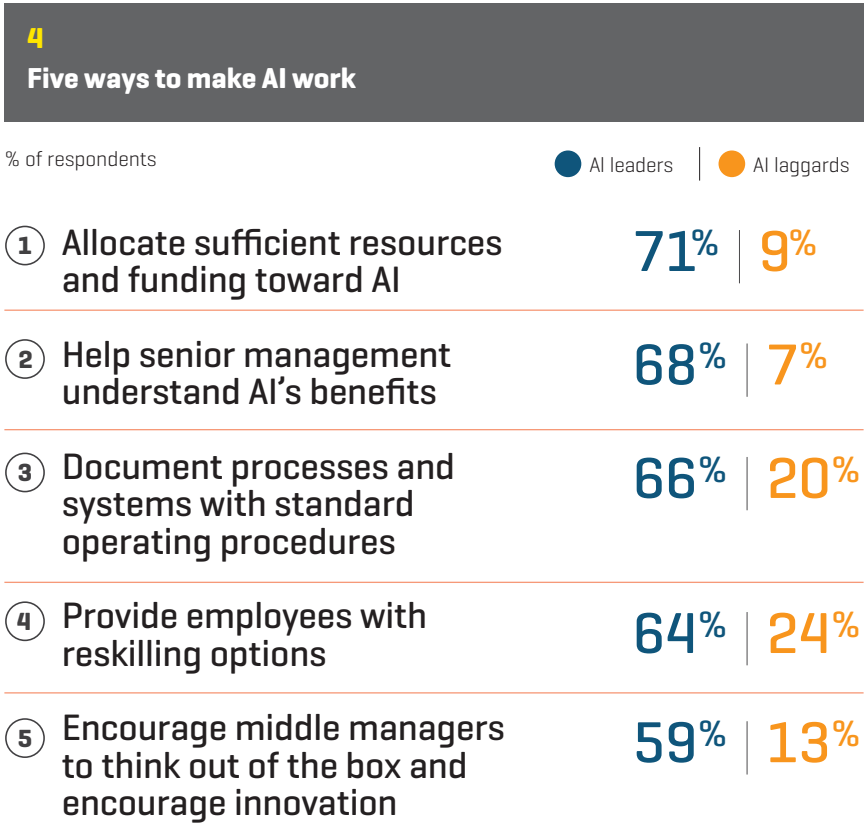 4
Five ways to make AI work
% of respondents
AI leaders | AI laggards
1 Allocate sufficient resources
and funding toward AI
71% | 9%
2 Help senior management
understand AI's benefits
68% | 7%
3 Document processes and
systems with standard
operating procedures
66% | 20%
4 Provide employees with
reskilling options
64% | 24%
5 Encourage middle managers
to think out of the box and
encourage innovation
59% | 13%